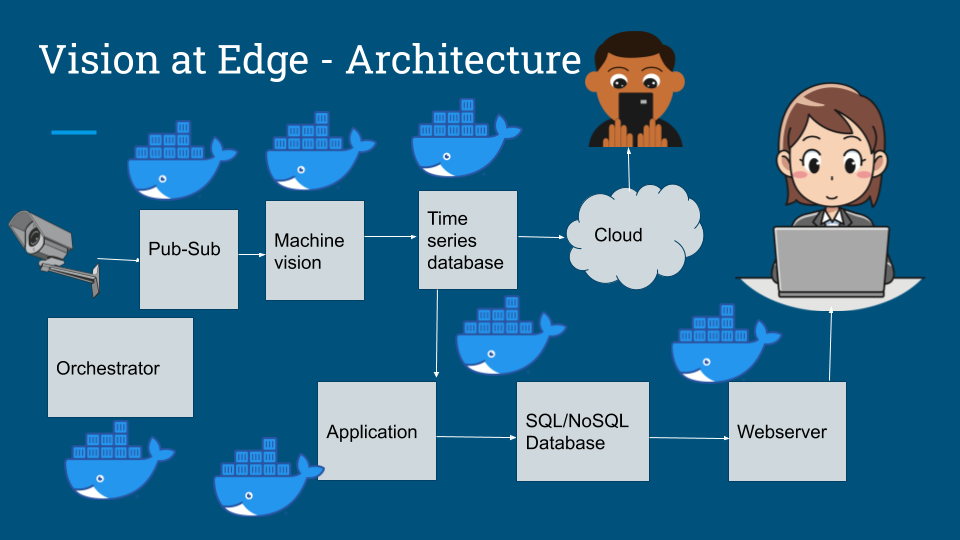 Vision at Edge - Architecture
Pub-Sub
Machine
vision
Time
series
database
Cloud
Orchestrator
Application
SQL/NoSQL
Database
Webserver